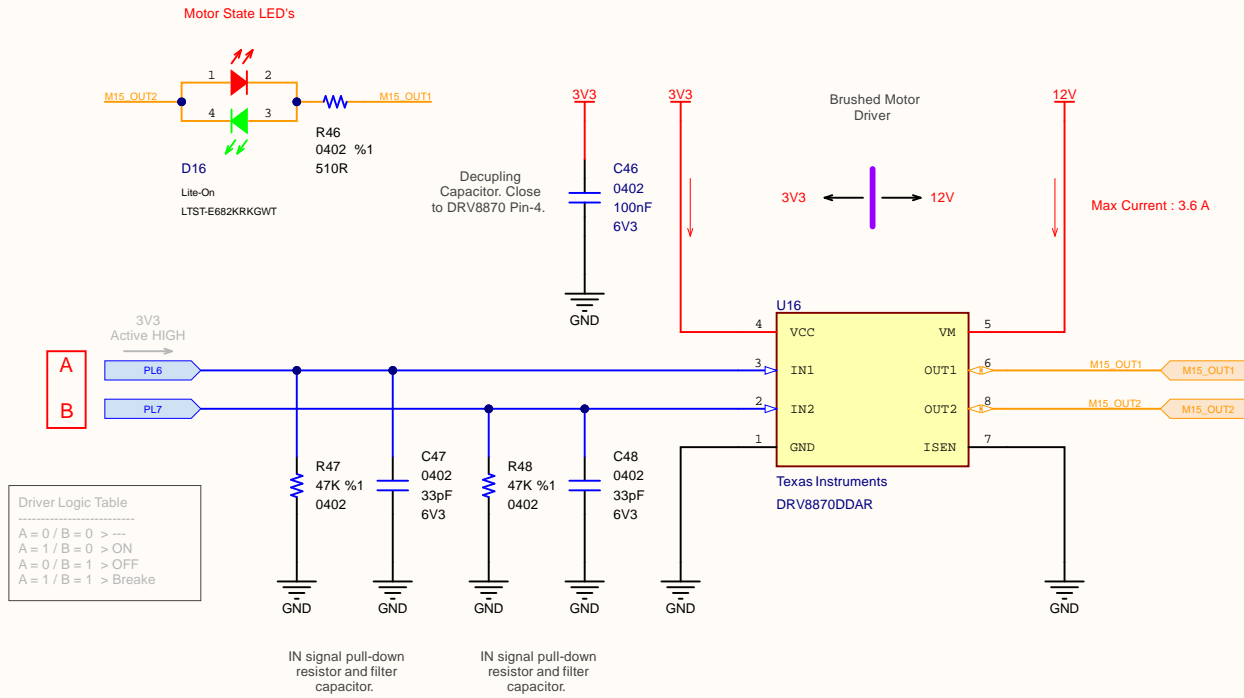 Motor State LED's
M15_OUT2
1
2
4
3
M15_OUT1
R46
0402 %1
510R
D16
Lite-On
LTST-E682KRKGWT
3V3
Decupling
Capacitor. Close
to DRV8870 Pin-4.
C46
0402
100nF
6V3
GND
3V3
Brushed Motor
Driver
12V
3V3
12V
Max Current : 3.6 A
3V3
Active HIGH
A
PL6
B
PL7
U16
4
VCC
VM
5
3
IN1
OUT1
6
M15_OUT1
M15_OUT1
2
IN2
OUT2
8
M15_OUT2
M15_OUT2
1
GND
ISEN
7
Texas Instruments
DRV8870DDAR
R47
47K %1
0402
C47
0402
33pF
6V3
R48
47K %1
0402
C48
0402
33pF
6V3
Driver Logic Table
--------------------------
A = 0 / B = 0 > ---
A = 1 / B = 0 > ON
A = 0 / B = 1 > OFF
A = 1 / B = 1 > Breake
GND
GND
GND
GND
GND
GND
IN signal pull-down
resistor and filter
capacitor.
IN signal pull-down
resistor and filter
capacitor.